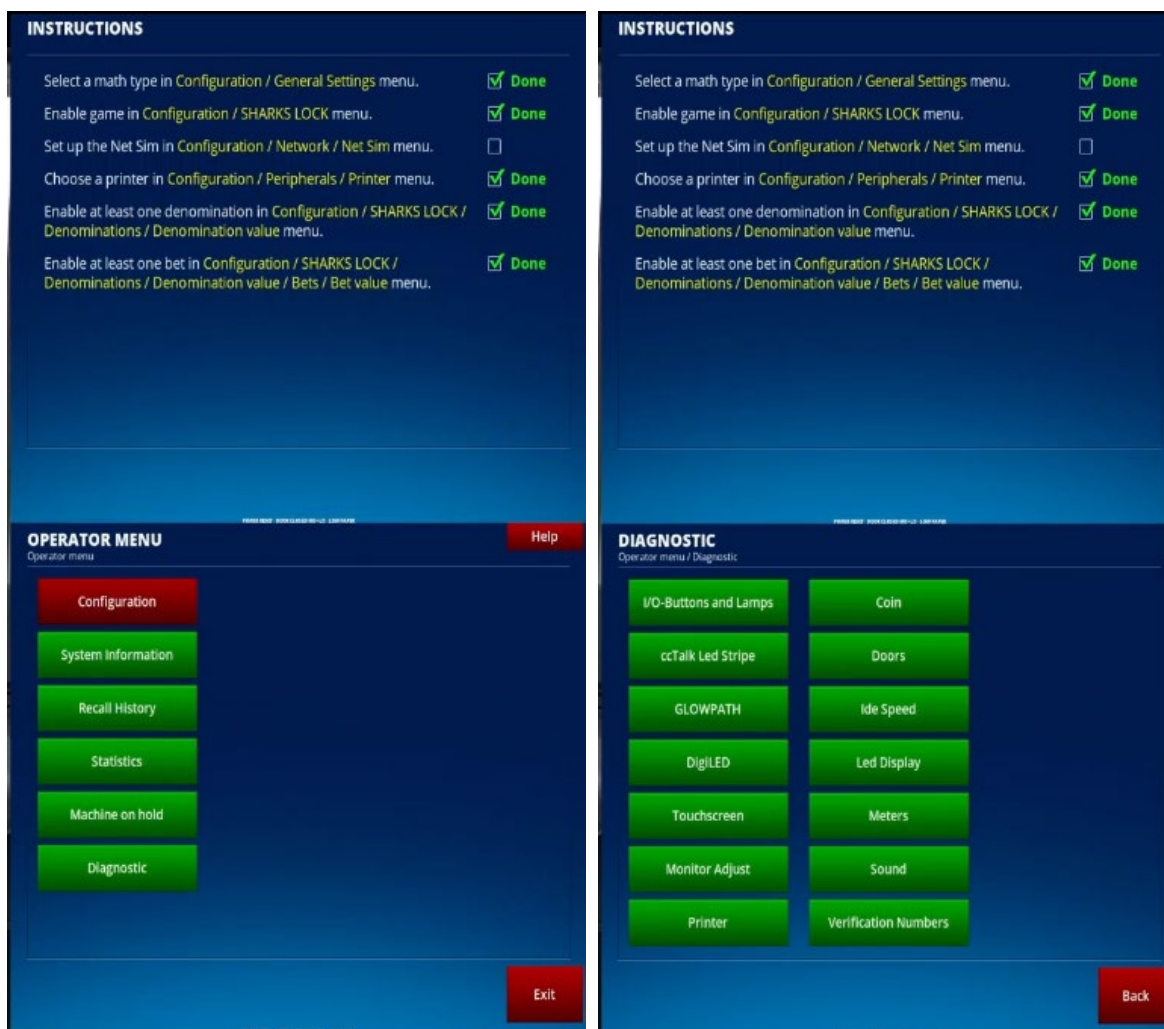 INSTRUCTIONS
Select a math type in Configuration / General Settings menu. Done
Enable game in Configuration / SHARKS LOCK menu. Done
Set up the Net Sim in Configuration / Network / Net Sim menu.
Choose a printer in Configuration / Peripherals / Printer menu. Done
Enable at least one denomination in Configuration / SHARKS LOCK / Done
Denominations / Denomination value menu.
Enable at least one bet in Configuration / SHARKS LOCK / Done
Denominations / Denomination value / Bets / Bet value menu.
OPERATOR MENU
Operator menu
Help
Configuration
System Information
Recall History
Statistics
Machine on hold
Diagnostic
Exit
INSTRUCTIONS
Select a math type in Configuration / General Settings menu. Done
Enable game in Configuration / SHARKS LOCK menu. Done
Set up the Net Sim in Configuration / Network / Net Sim menu.
Choose a printer in Configuration / Peripherals / Printer menu. Done
Enable at least one denomination in Configuration / SHARKS LOCK / Done
Denominations / Denomination value menu.
Enable at least one bet in Configuration / SHARKS LOCK / Done
Denominations / Denomination value / Bets / Bet value menu.
DIAGNOSTIC
Operator menu / Diagnostic
I/O-Buttons and Lamps
Coin
ccTalk Led Stripe
Doors
GLOWPATH
Ide Speed
DigiLED
Led Display
Touchscreen
Meters
Monitor Adjust
Sound
Printer
Verification Numbers
Back